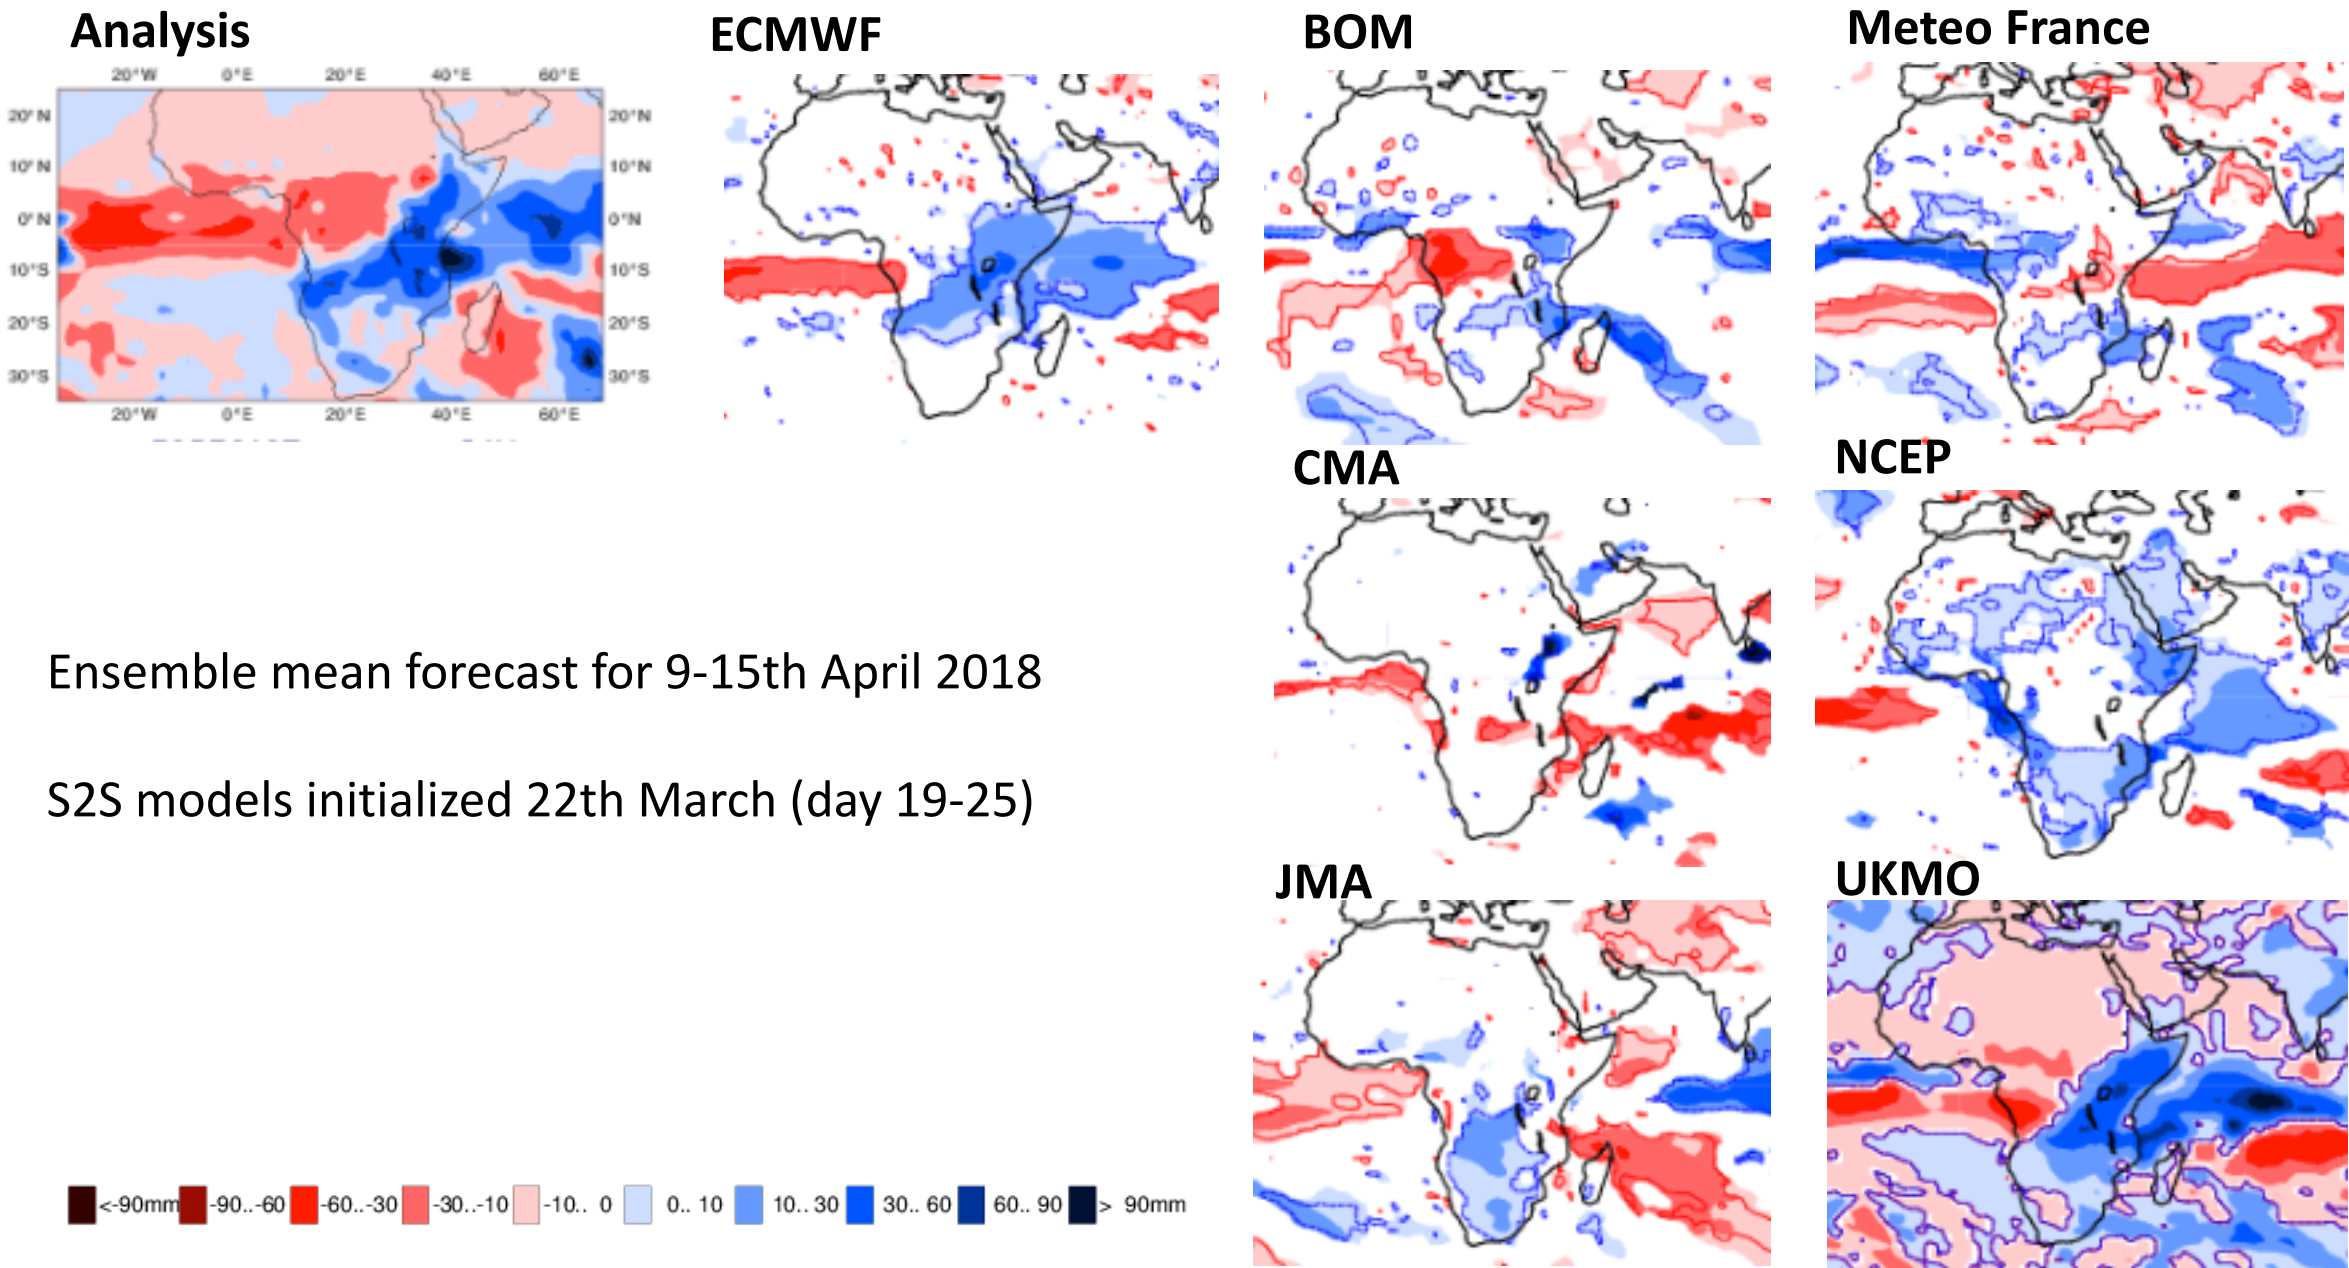 Analysis
ECMWF
BOM
Meteo France
20°W 0°E 20°E 40°E 60°E
20°N 20°N
10°N 10°N
0°N 0°N
10°S 10°S
20°S 20°S
30°S 30°S
20°W 0°E 20°E 40°E 60°E
CMA
NCEP
Ensemble mean forecast for 9-15th April 2018
S2S models initialized 22th March (day 19-25)
JMA
UKMO
<-90mm -90..-60 -60..-30 -30..-10 -10.. 0 0.. 10 10.. 30 30.. 60 60.. 90 > 90mm